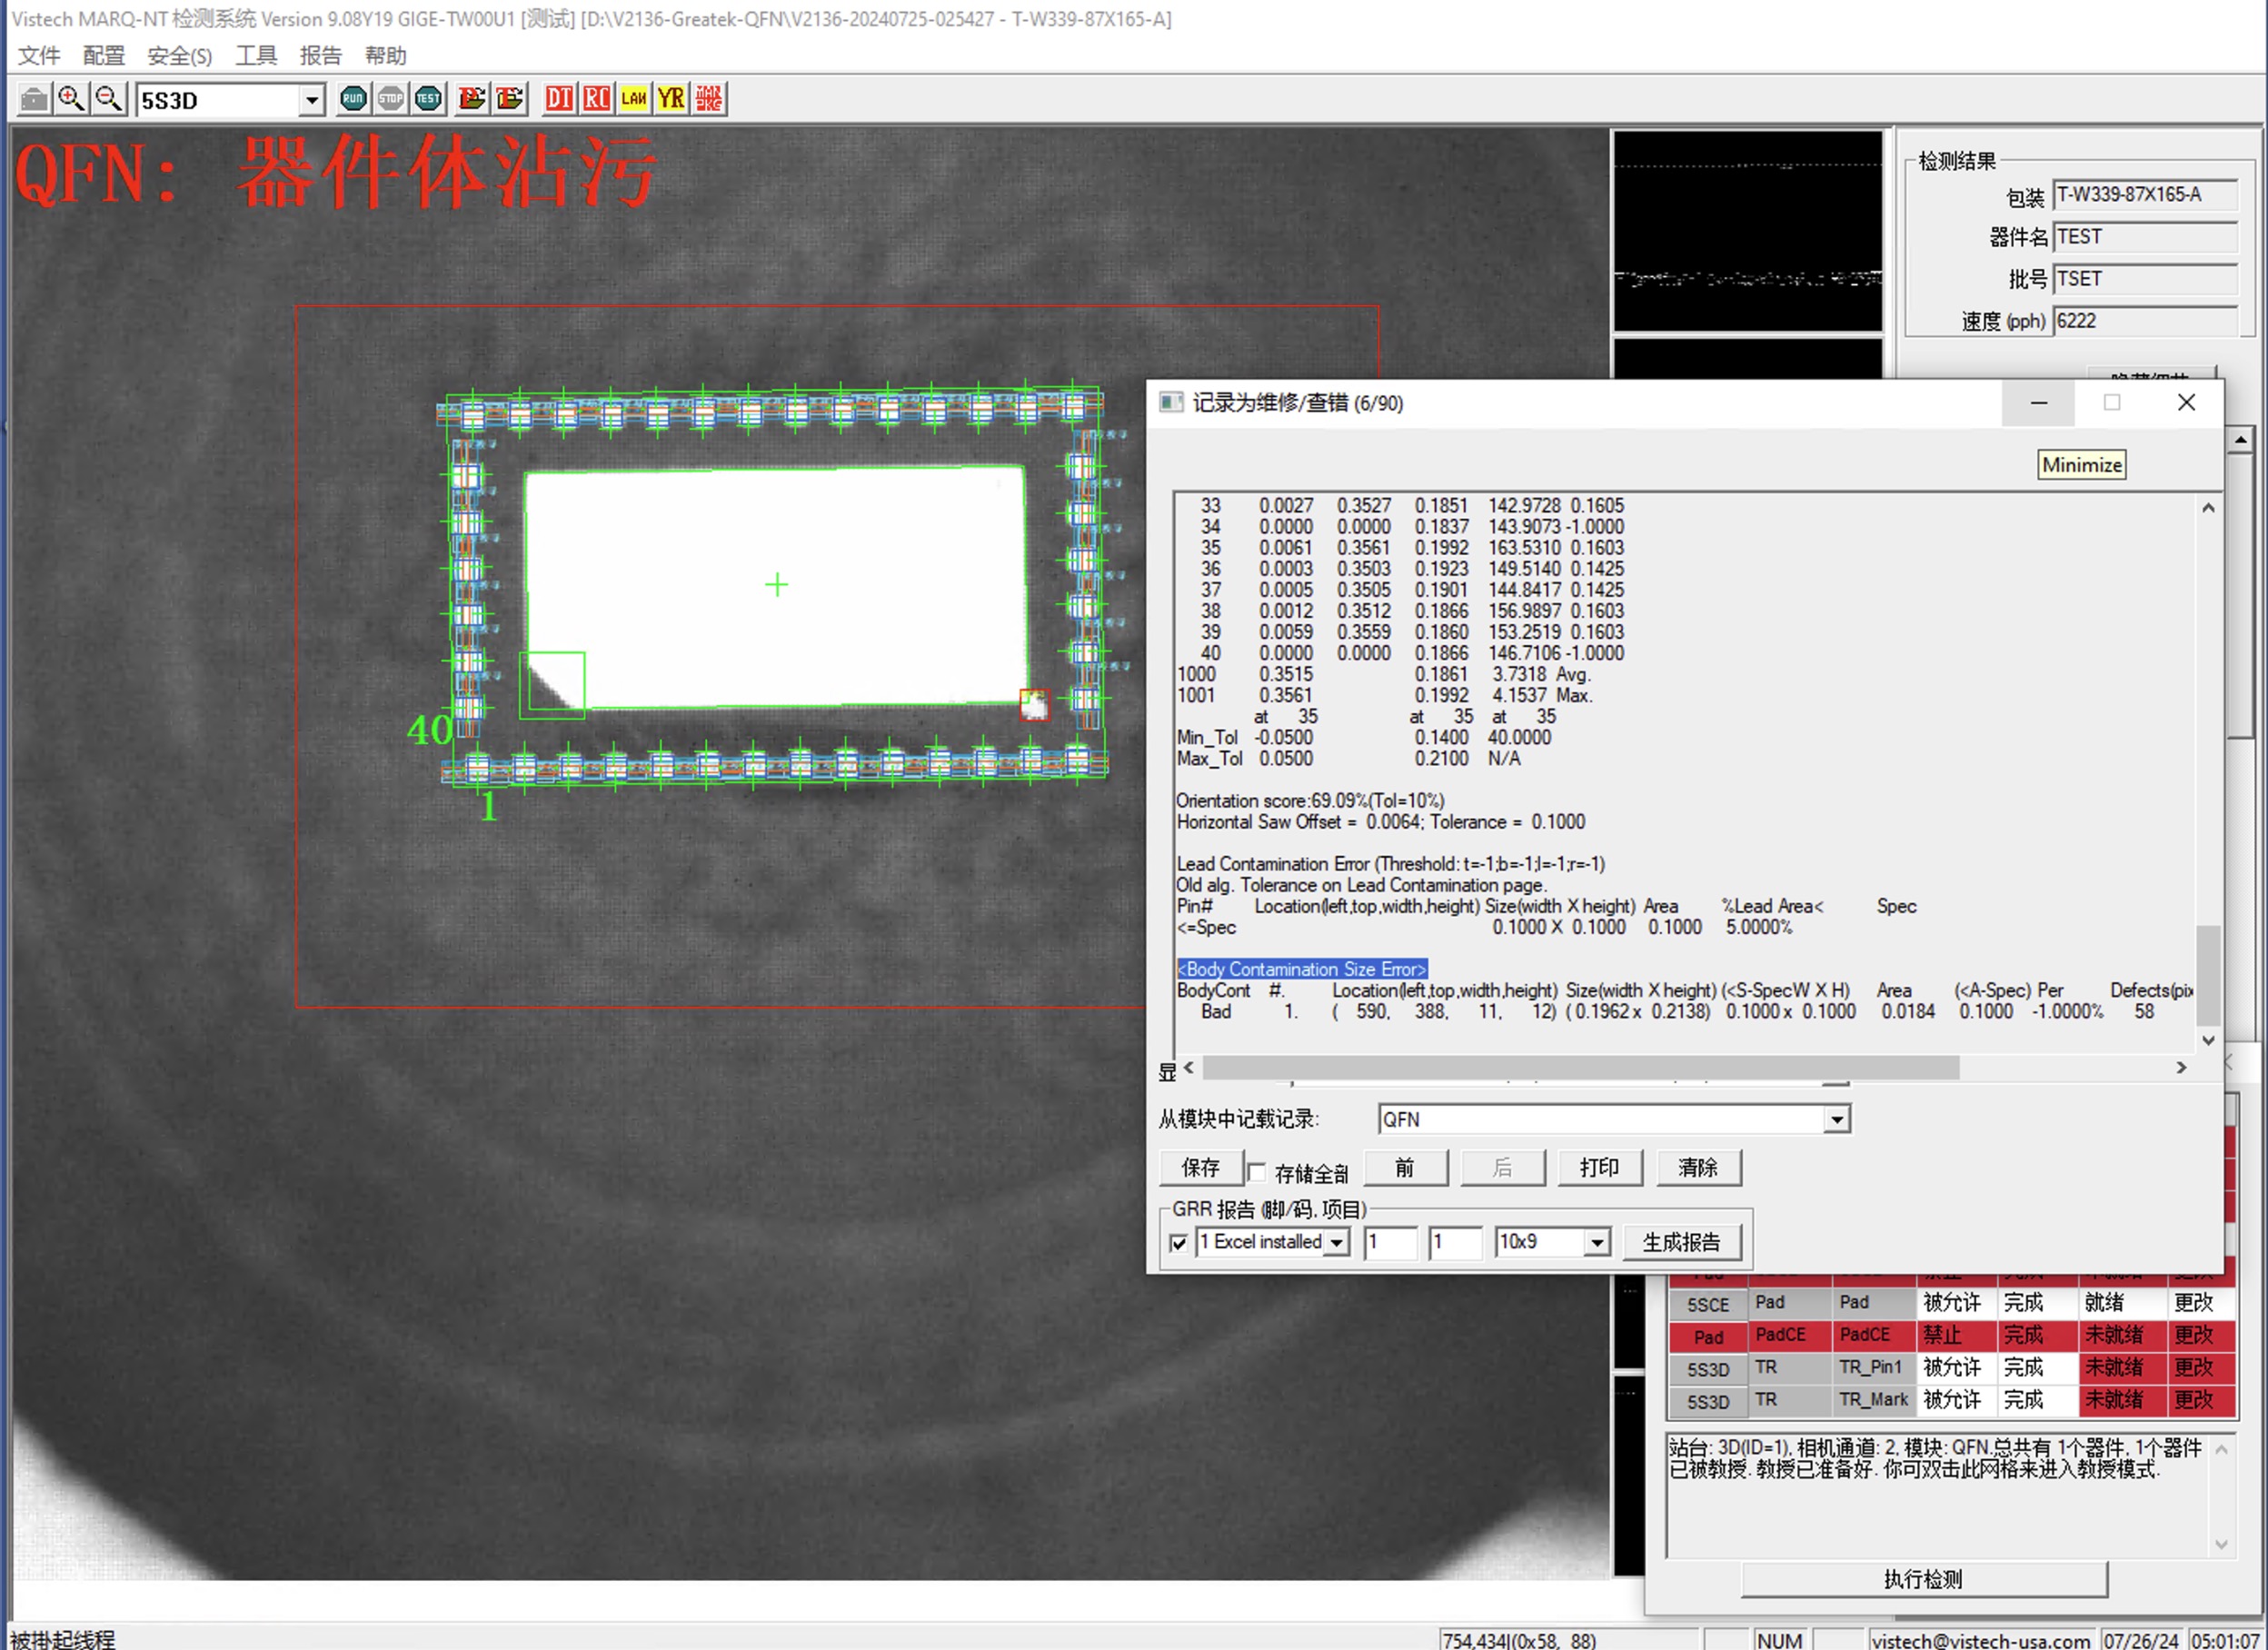 Vistech MARQ-NT 检测系统 Version 9.08Y19 GIGE-TW00U1 [测试] [D:\V2136-Greatek-QFN\V2136-20240725-025427 - T-W339-87X165-A]
文件 配置 安全(S) 工具 报告 帮助
5S3D RUN STOP TEST DT RC LAW YR
QFN: 器件体沾污
40
1
检测结果
包装 T-W339-87X165-A
器件名 TEST
批号 TSET
速度 (pph) 6222
记录为维修/查错 (6/90)
Minimize
33 0.0027 0.3527 0.1851 142.9728 0.1605
34 0.0000 0.0000 0.1837 143.9073 -1.0000
35 0.0061 0.3561 0.1992 163.5310 0.1603
36 0.0003 0.3503 0.1923 149.5140 0.1425
37 0.0005 0.3505 0.1901 144.8417 0.1425
38 0.0012 0.3512 0.1866 156.9897 0.1603
39 0.0059 0.3559 0.1860 153.2519 0.1603
40 0.0000 0.0000 0.1866 146.7106 -1.0000
1000 0.3515 0.1861 3.7318 Avg.
1001 0.3561 0.1992 4.1537 Max.
at 35 at 35 at 35
Min_Tol -0.0500 0.1400 40.0000
Max_Tol 0.0500 0.2100 N/A
Orientation score:69.09%(Tol=10%)
Horizontal Saw Offset = 0.0064; Tolerance = 0.1000
Lead Contamination Error (Threshold: t=-1;b=-1;l=-1;r=-1)
Old alg. Tolerance on Lead Contamination page.
Pin# Location(left,top,width,height) Size(width X height) Area %Lead Area< Spec
<=Spec 0.1000 X 0.1000 0.1000 5.0000%
<Body Contamination Size Error>
BodyCont #. Location(left,top,width,height) Size(width X height) (<S-SpecW X H) Area (<A-Spec) Per Defects(pix
Bad 1. ( 590, 388, 11, 12) ( 0.1962 x 0.2138) 0.1000 x 0.1000 0.0184 0.1000 -1.0000% 58
显
从模块中记载记录: QFN
保存 存储全部 前 后 打印 清除
GRR 报告 (脚/码, 项目)
1 Excel installed 1 1 10x9 生成报告
5SCE Pad Pad 被允许 完成 就绪 更改
Pad PadCE PadCE 禁止 完成 未就绪 更改
5S3D TR TR_Pin1 被允许 完成 未就绪 更改
5S3D TR TR_Mark 被允许 完成 未就绪 更改
站台: 3D(ID=1), 相机通道: 2, 模块: QFN.总共有 1个器件, 1个器件
已被教授. 教授已准备好. 你可双击此网格来进入教授模式.
执行检测
被挂起线程 754,434|(0x58, 88) NUM vistech@vistech-usa.com 07/26/24 05:01:07